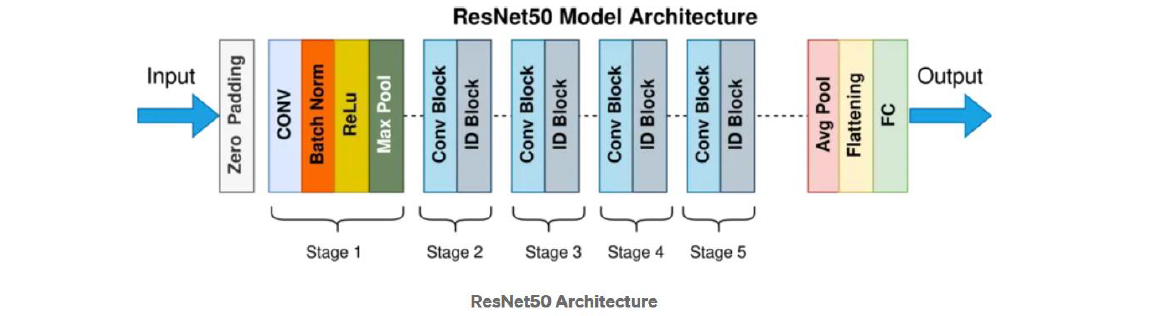 ResNet50 Model Architecture
Input
Zero Padding
CONV
Batch Norm
ReLu
Max Pool
Conv Block
ID Block
Conv Block
ID Block
Conv Block
ID Block
Conv Block
ID Block
Avg Pool
Flattening
FC
Output
Stage 1
Stage 2
Stage 3
Stage 4
Stage 5
ResNet50 Architecture